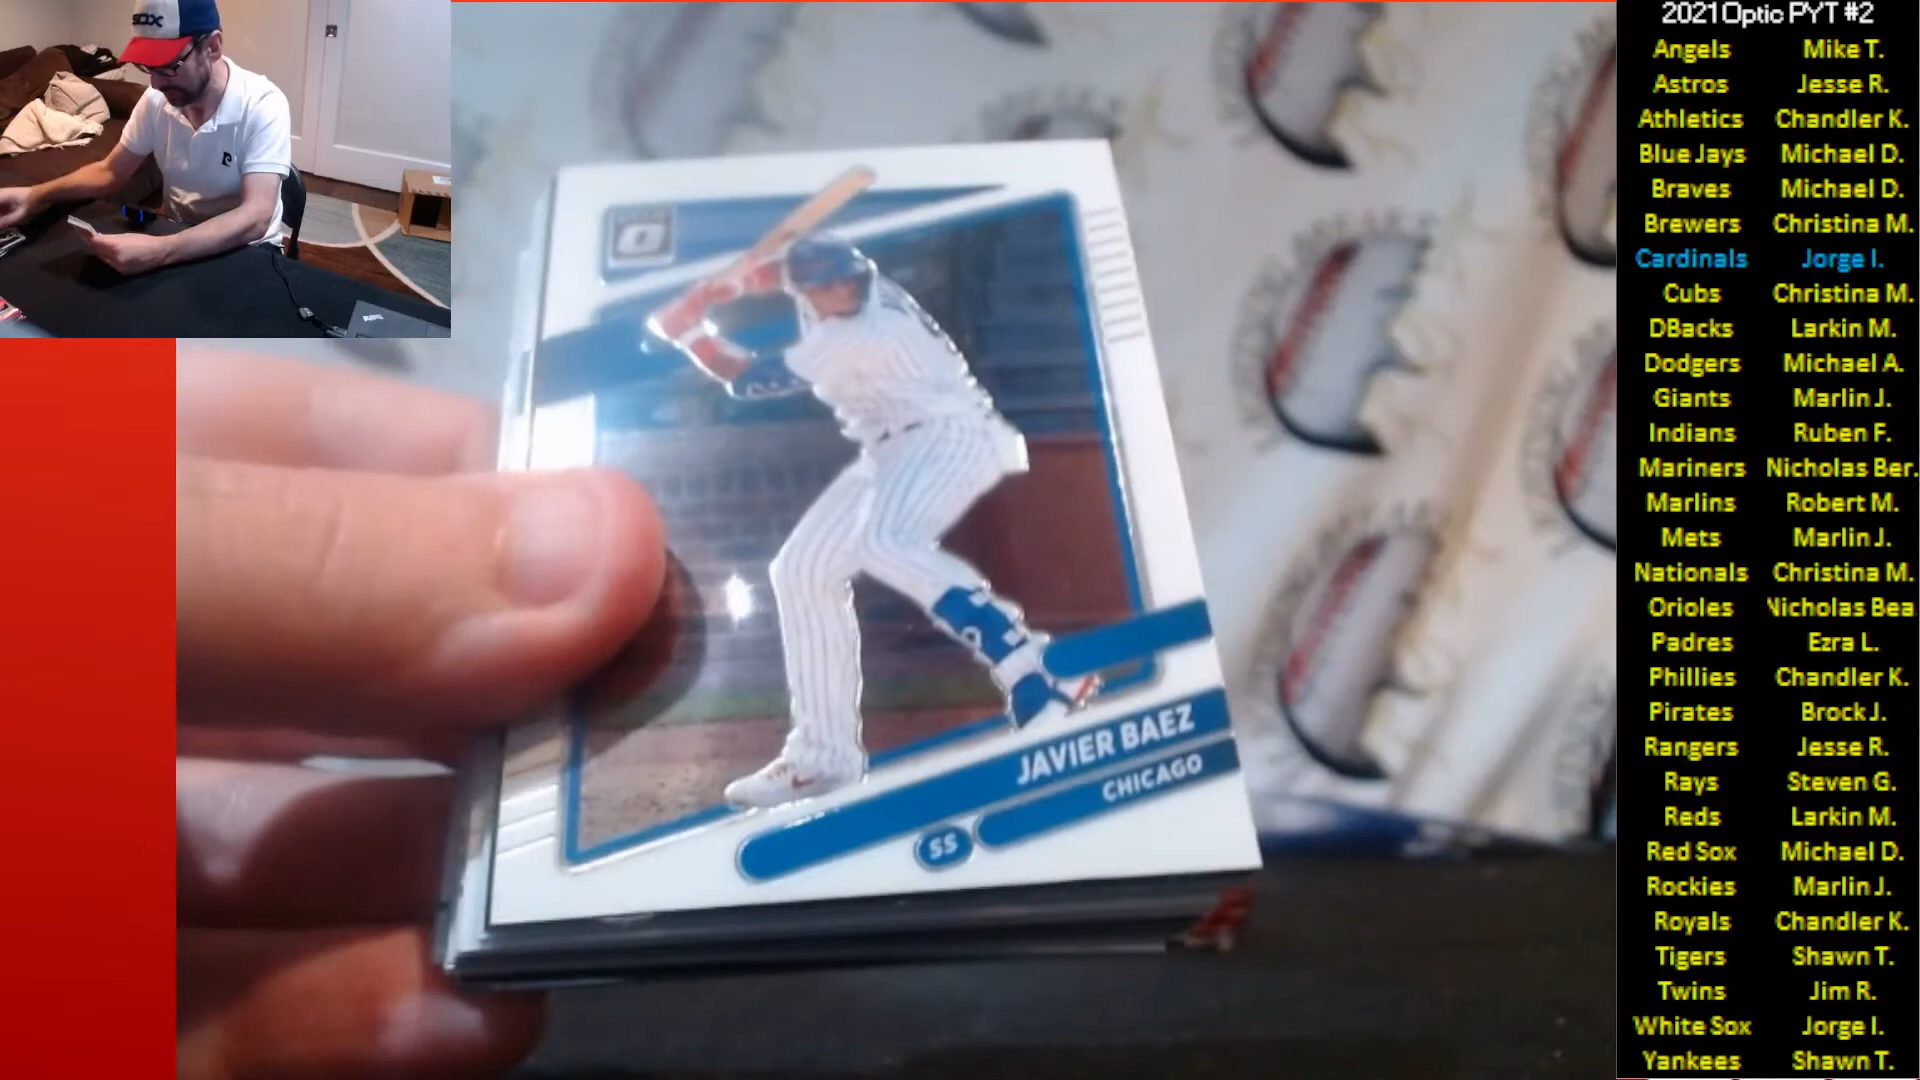 SOX
JAVIER BAEZ
CHICAGO
SS
2021 Optic PYT #2
Angels Mike T.
Astros Jesse R.
Athletics Chandler K.
Blue Jays Michael D.
Braves Michael D.
Brewers Christina M.
Cardinals Jorge I.
Cubs Christina M.
DBacks Larkin M.
Dodgers Michael A.
Giants Marlin J.
Indians Ruben F.
Mariners Nicholas Ber.
Marlins Robert M.
Mets Marlin J.
Nationals Christina M.
Orioles Nicholas Bea
Padres Ezra L.
Phillies Chandler K.
Pirates Brock J.
Rangers Jesse R.
Rays Steven G.
Reds Larkin M.
Red Sox Michael D.
Rockies Marlin J.
Royals Chandler K.
Tigers Shawn T.
Twins Jim R.
White Sox Jorge I.
Yankees Shawn T.